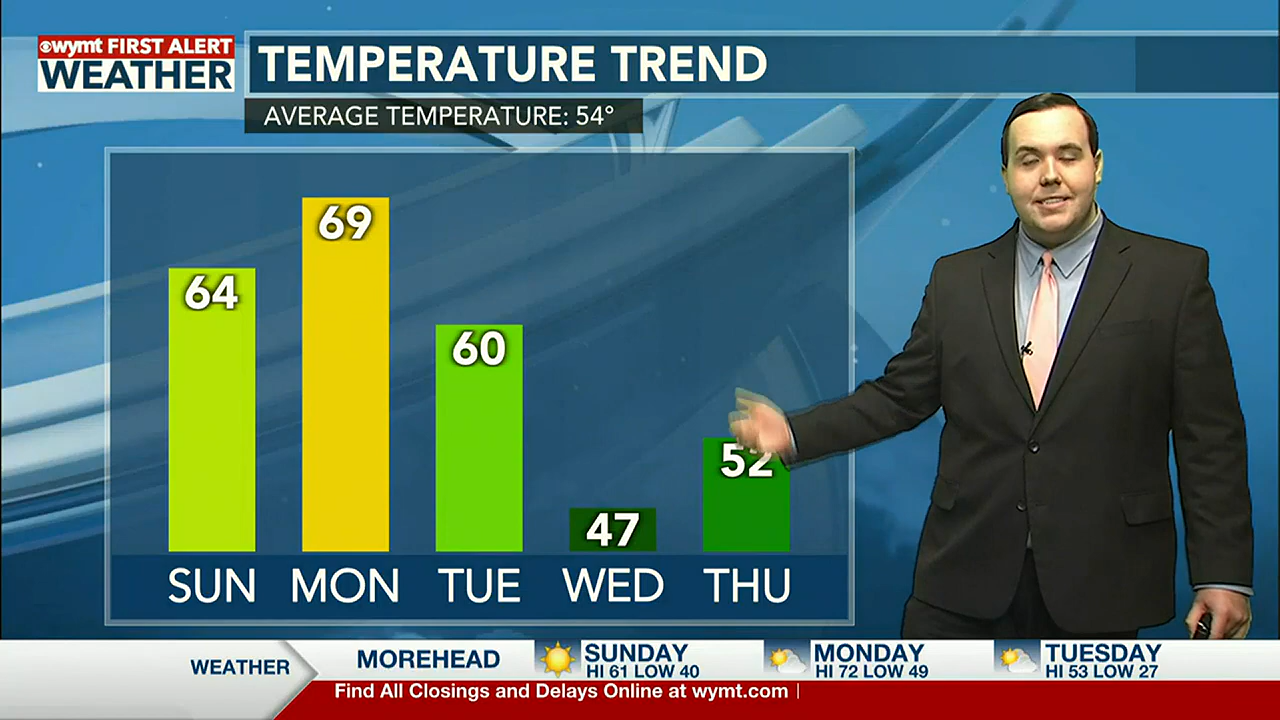 wymt FIRST ALERT
WEATHER
TEMPERATURE TREND
AVERAGE TEMPERATURE: 54°
64
69
60
47
52
SUN MON TUE WED THU
WEATHER
MOREHEAD
SUNDAY
HI 61 LOW 40
MONDAY
HI 72 LOW 49
TUESDAY
HI 53 LOW 27
Find All Closings and Delays Online at wymt.com |